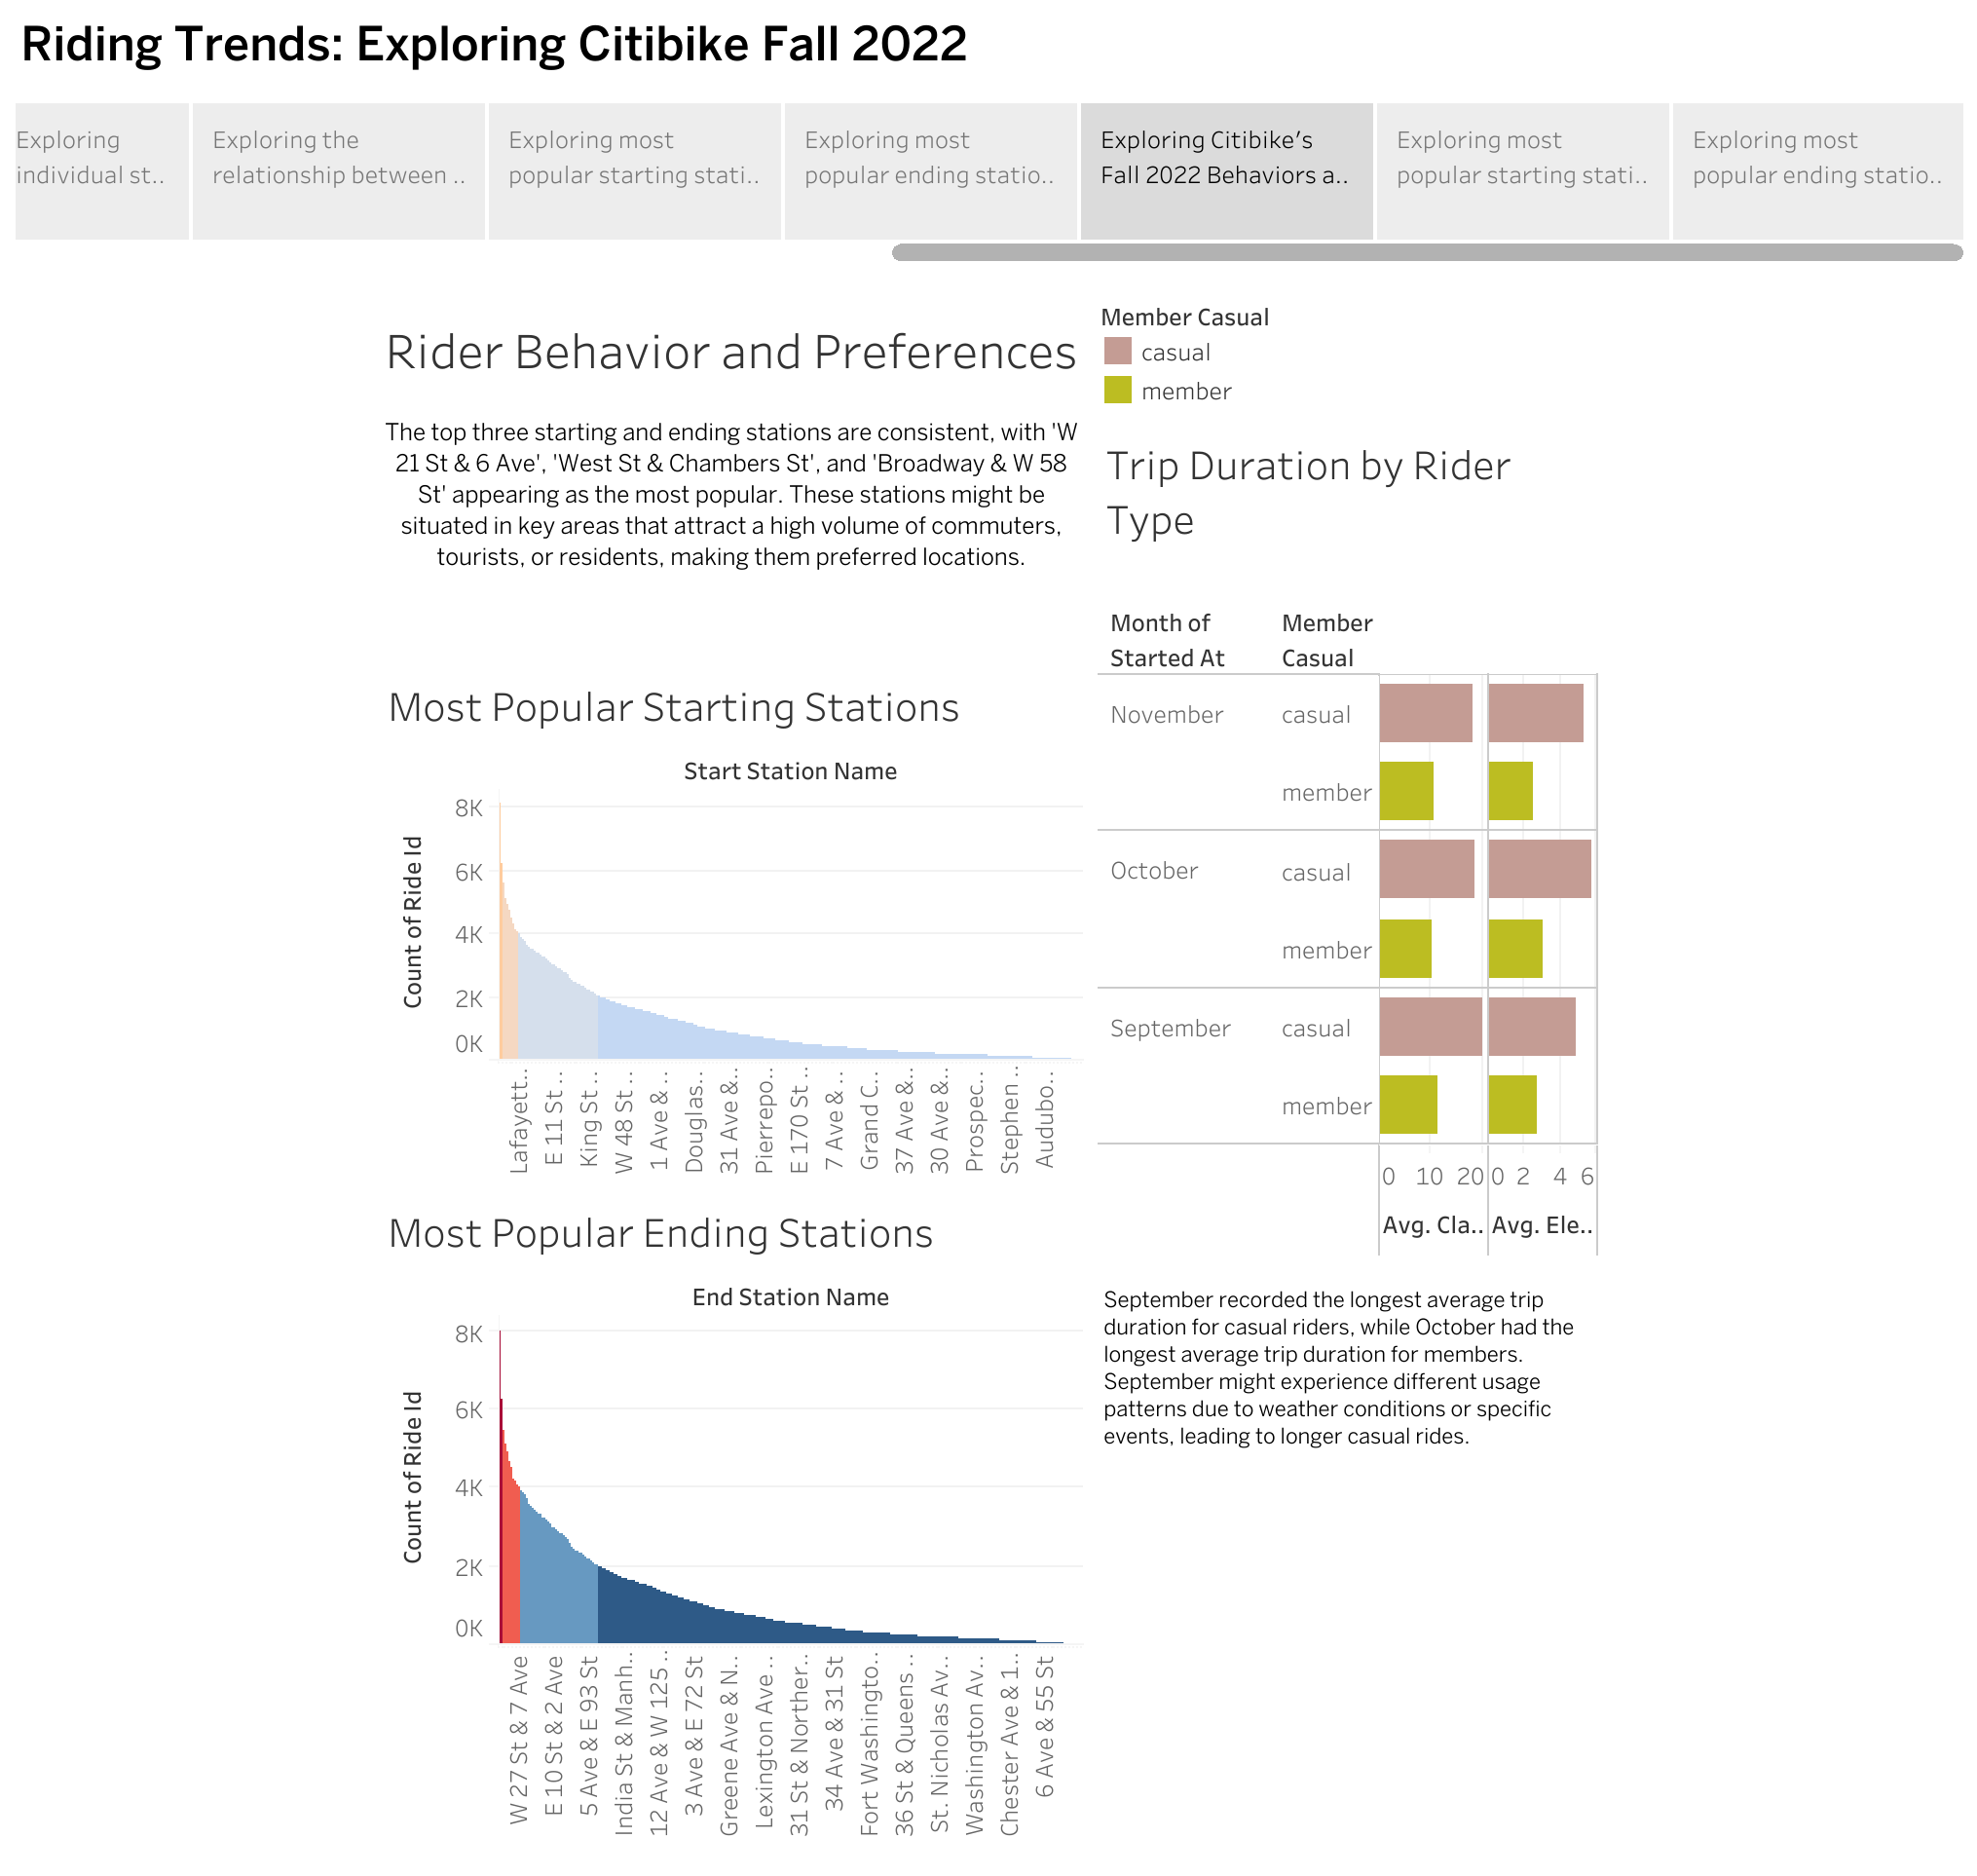 Riding Trends: Exploring Citibike Fall 2022
Exploring
individual st..
Exploring the
relationship between ..
Exploring most
popular starting stati..
Exploring most
popular ending statio..
Exploring Citibike's
Fall 2022 Behaviors a..
Exploring most
popular starting stati..
Exploring most
popular ending statio..
Rider Behavior and Preferences
The top three starting and ending stations are consistent, with 'W
21 St & 6 Ave', 'West St & Chambers St', and 'Broadway & W 58
St' appearing as the most popular. These stations might be
situated in key areas that attract a high volume of commuters,
tourists, or residents, making them preferred locations.
Most Popular Starting Stations
Start Station Name
Count of Ride Id
8K
6K
4K
2K
0K
Lafayett..
E 11 St ..
King St ..
W 48 St ..
1 Ave & ..
Douglas..
31 Ave &..
Pierrepo..
E 170 St ..
7 Ave & ..
Grand C..
37 Ave &..
30 Ave &..
Prospec..
Stephen ..
Audubo..
Most Popular Ending Stations
End Station Name
Count of Ride Id
8K
6K
4K
2K
0K
W 27 St & 7 Ave
E 10 St & 2 Ave
5 Ave & E 93 St
India St & Manh..
12 Ave & W 125 ..
3 Ave & E 72 St
Greene Ave & N..
Lexington Ave ..
31 St & Norther..
34 Ave & 31 St
Fort Washingto..
36 St & Queens ..
St. Nicholas Av..
Washington Av..
Chester Ave & 1..
6 Ave & 55 St
Member Casual
casual
member
Trip Duration by Rider
Type
Month of
Started At
Member
Casual
November
casual
member
October
casual
member
September
casual
member
0 10 20 0 2 4 6
Avg. Cla.. Avg. Ele..
September recorded the longest average trip
duration for casual riders, while October had the
longest average trip duration for members.
September might experience different usage
patterns due to weather conditions or specific
events, leading to longer casual rides.